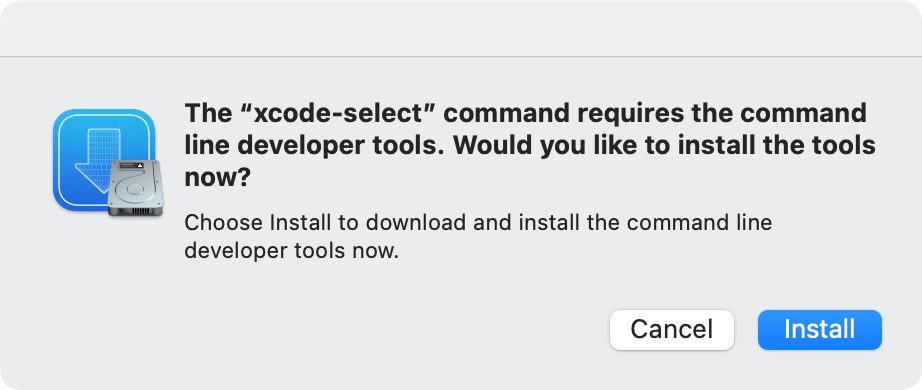 The “xcode-select” command requires the command
line developer tools. Would you like to install the tools
now?
Choose Install to download and install the command line
developer tools now.
Cancel
Install